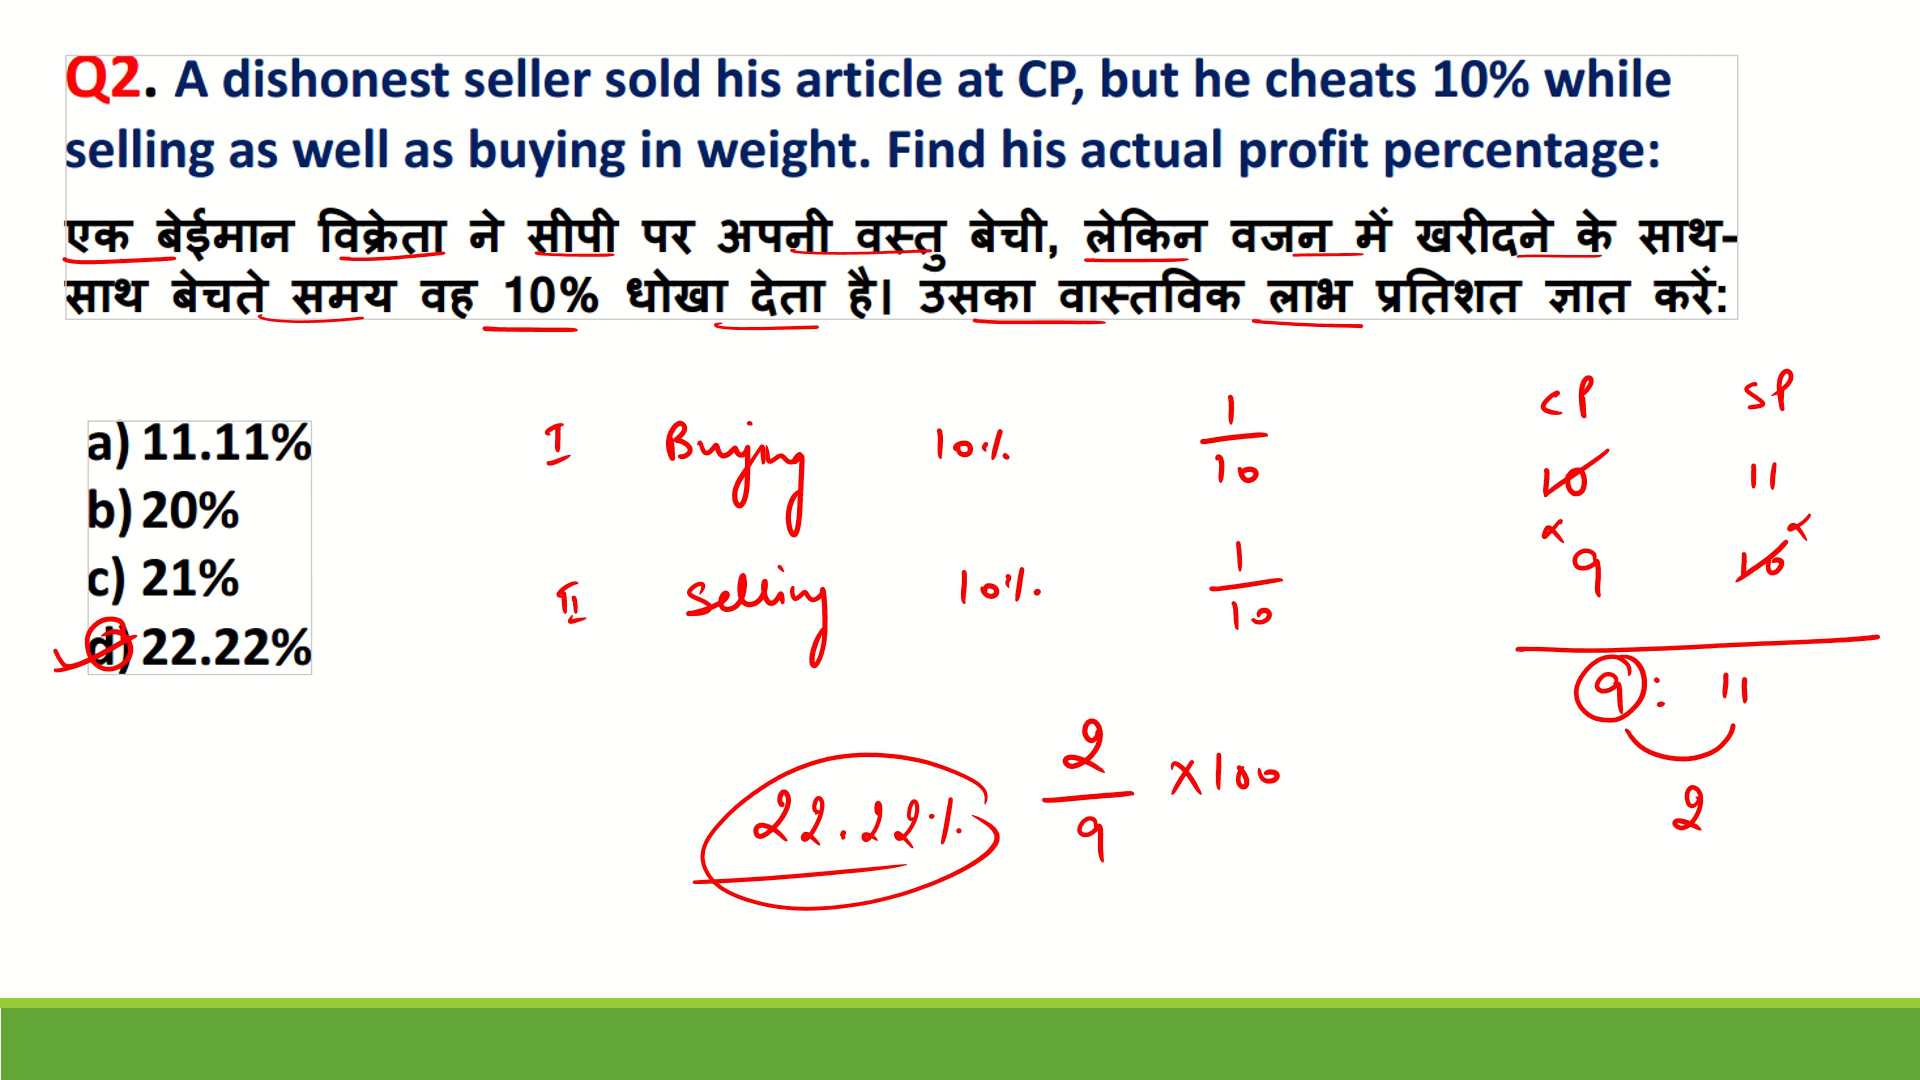 Q2. A dishonest seller sold his article at CP, but he cheats 10% while
selling as well as buying in weight. Find his actual profit percentage:
एक बेईमान विक्रेता ने सीपी पर अपनी वस्तु बेची, लेकिन वजन में खरीदने के साथ-
साथ बेचते समय वह 10% धोखा देता है। उसका वास्तविक लाभ प्रतिशत ज्ञात करें:
a) 11.11%
b) 20%
c) 21%
d) 22.22%
I Buying 10% 1/10
II Selling 10% 1/10
CP SP
10 11
9 10
9 : 11
2
2/9 ×100
22.22%